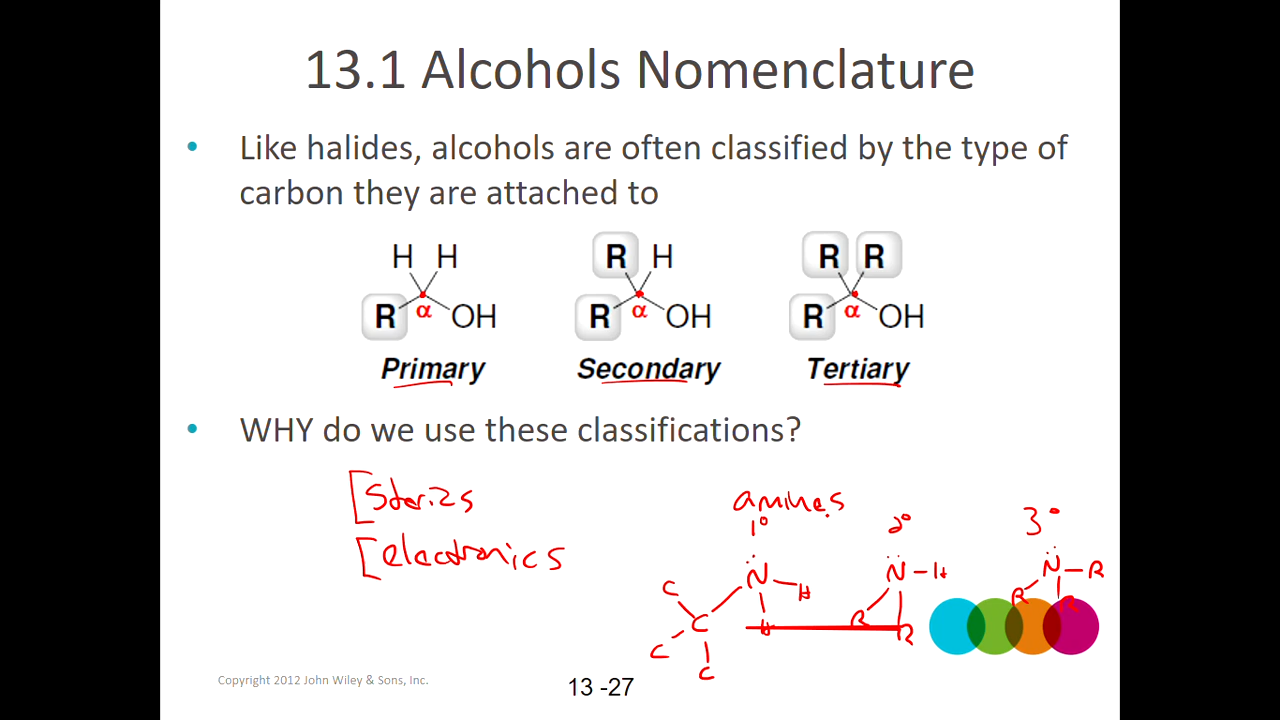 13.1 Alcohols Nomenclature
• Like halides, alcohols are often classified by the type of
carbon they are attached to
H H R H R R
R α OH R α OH R α OH
Primary Secondary Tertiary
• WHY do we use these classifications?
[Sterics
[electronics
amines
1° 2° 3°
N H N H N R
C H R R R R
C
C
C
Copyright 2012 John Wiley & Sons, Inc.
13 -27